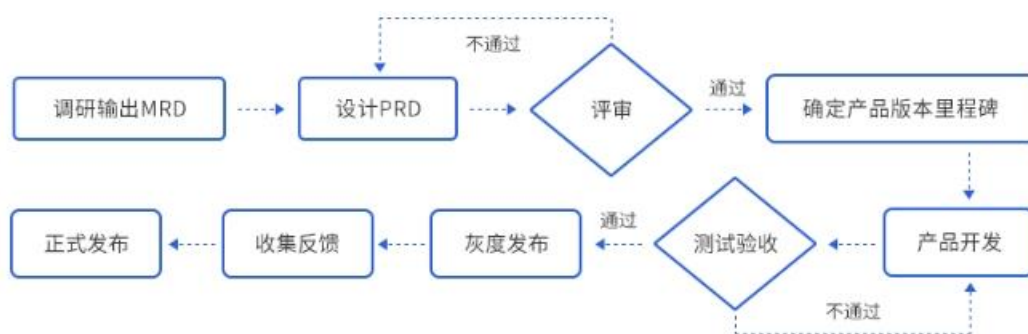 不通过
调研输出MRD
设计PRD
评审
通过
确定产品版本里程碑
正式发布
收集反馈
灰度发布
通过
测试验收
产品开发
不通过